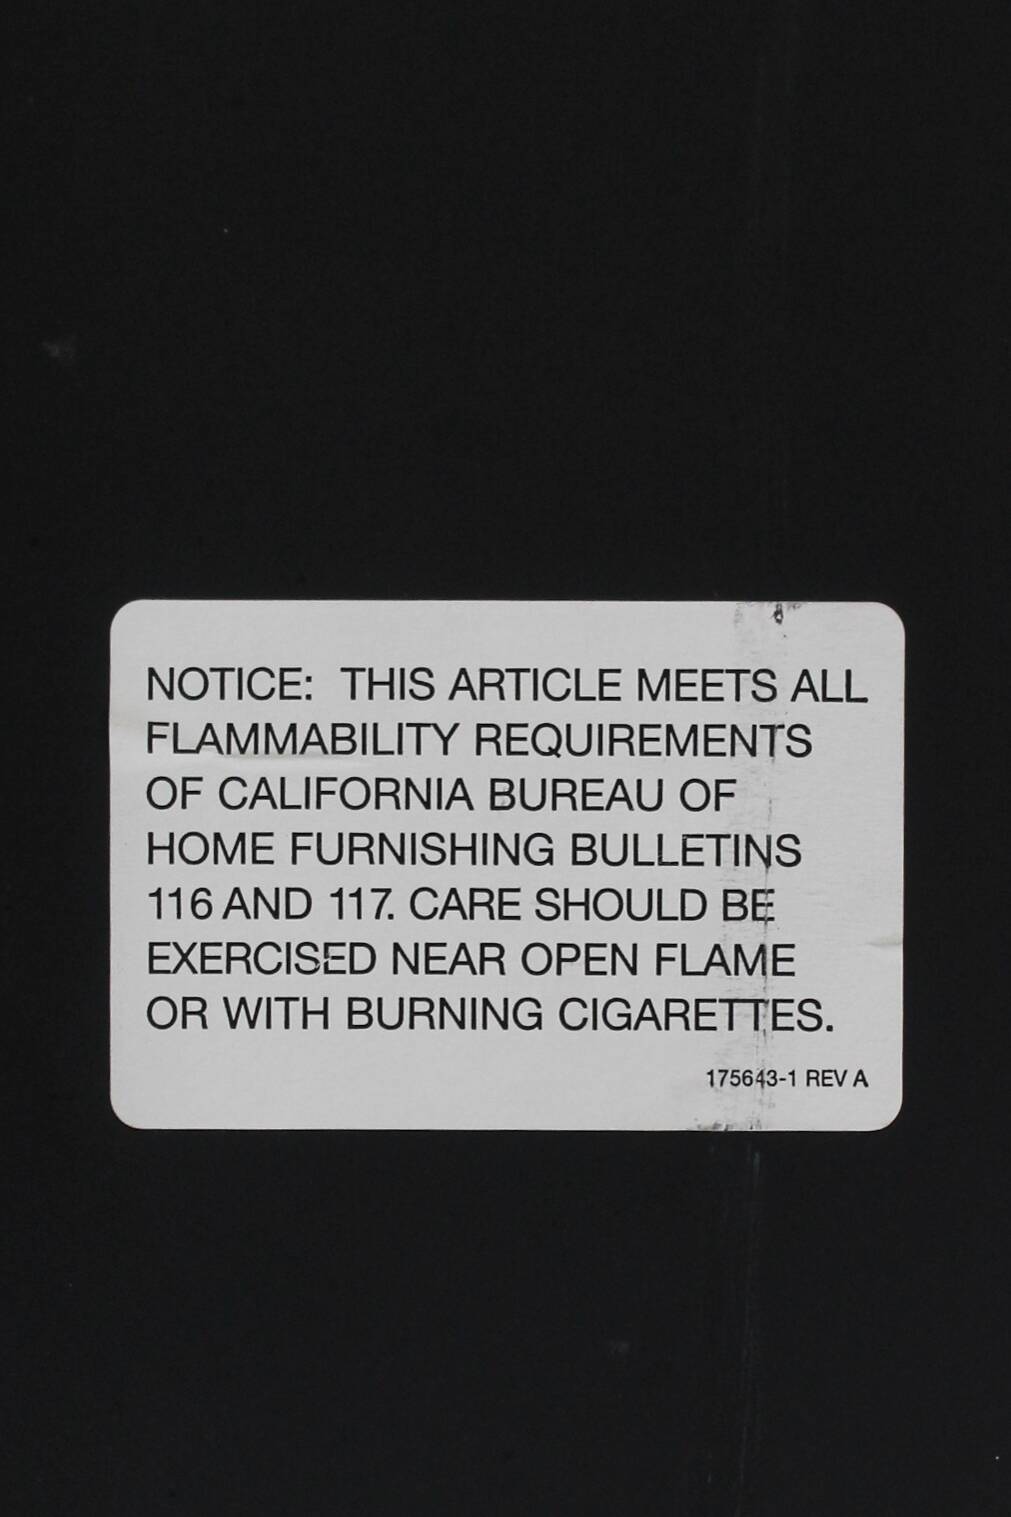 NOTICE: THIS ARTICLE MEETS ALL
FLAMMABILITY REQUIREMENTS
OF CALIFORNIA BUREAU OF
HOME FURNISHING BULLETINS
116 AND 117. CARE SHOULD BE
EXERCISED NEAR OPEN FLAME
OR WITH BURNING CIGARETTES.
175643-1 REV A